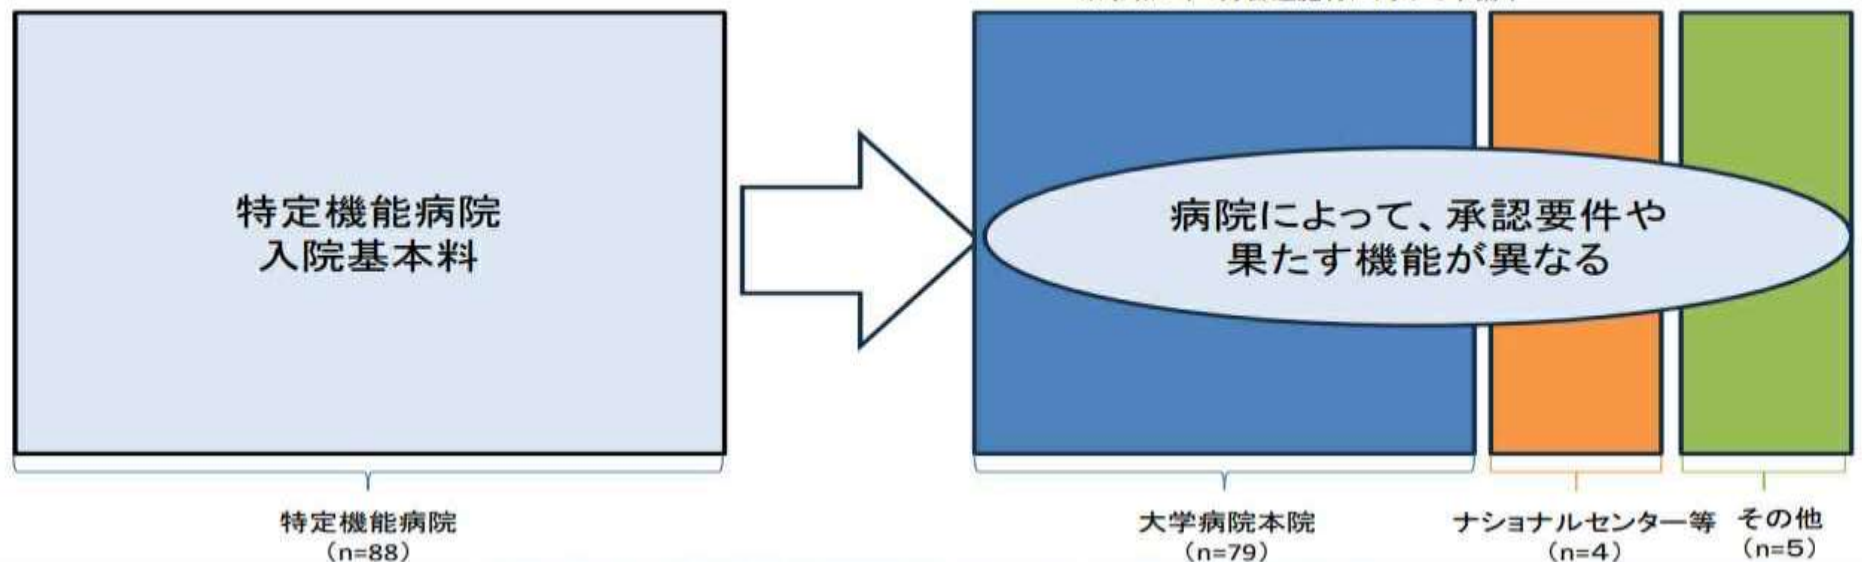 特定機能病院
入院基本料
病院によって、承認要件や
果たす機能が異なる
特定機能病院
（n=88）
大学病院本院
（n=79）
ナショナルセンター等
（n=4）
その他
（n=5）